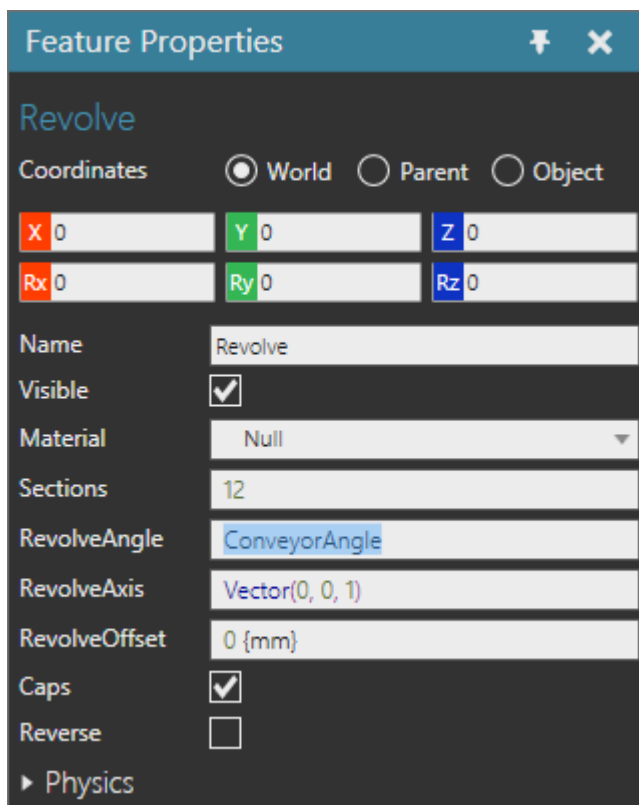 Feature Properties
Revolve
Coordinates World Parent Object
X 0 Y 0 Z 0
Rx 0 Ry 0 Rz 0
Name Revolve
Visible
Material Null
Sections 12
RevolveAngle ConveyorAngle
RevolveAxis Vector(0, 0, 1)
RevolveOffset 0 {mm}
Caps
Reverse
Physics